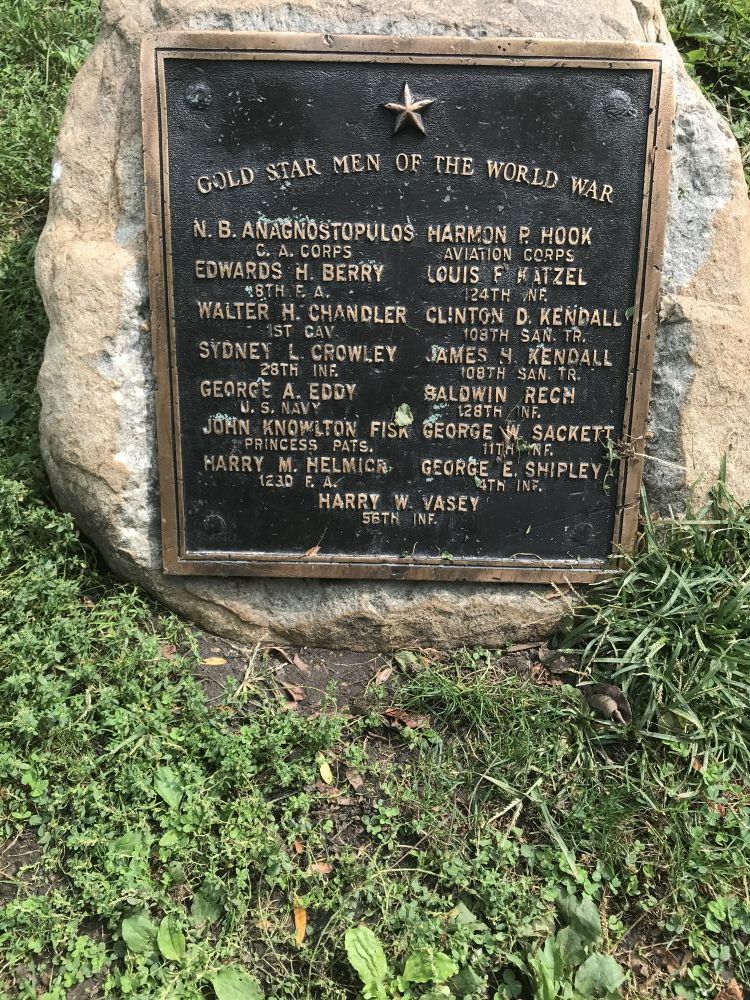 GOLD STAR MEN OF THE WORLD WAR
N. B. ANAGNOSTOPULOS
C. A. CORPS
EDWARDS H. BERRY
18TH F. A.
WALTER H. CHANDLER
1ST CAV.
SYDNEY L. CROWLEY
28TH INF.
GEORGE A. EDDY
U. S. NAVY
JOHN KNOWLTON FISK
PRINCESS PATS.
HARRY M. HELMICK
123D F. A.
HARMON P. HOOK
AVIATION CORPS
LOUIS F. KATZEL
124TH INF.
CLINTON D. KENDALL
108TH SAN. TR.
JAMES H. KENDALL
108TH SAN. TR.
BALDWIN REICH
128TH INF.
GEORGE W. SACKETT
11TH INF.
GEORGE E. SHIPLEY
4TH INF.
HARRY W. VASEY
56TH INF.